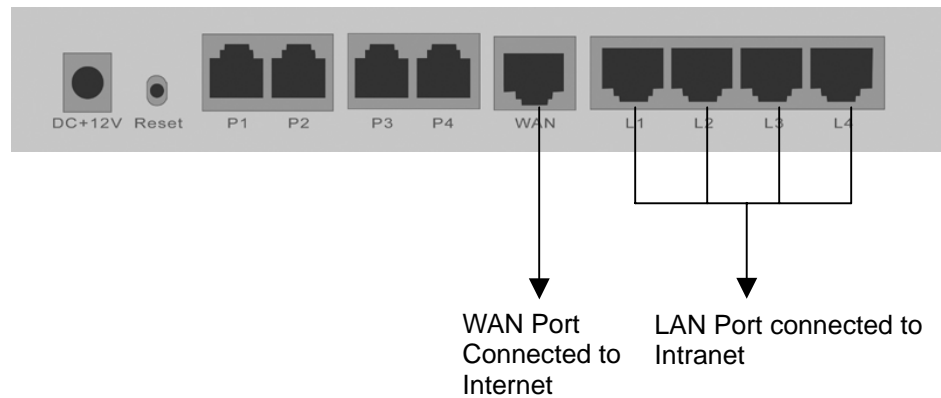 DC+12V Reset P1 P2 P3 P4 WAN L1 L2 L3 L4
WAN Port
Connected to
Internet
LAN Port connected to
Intranet